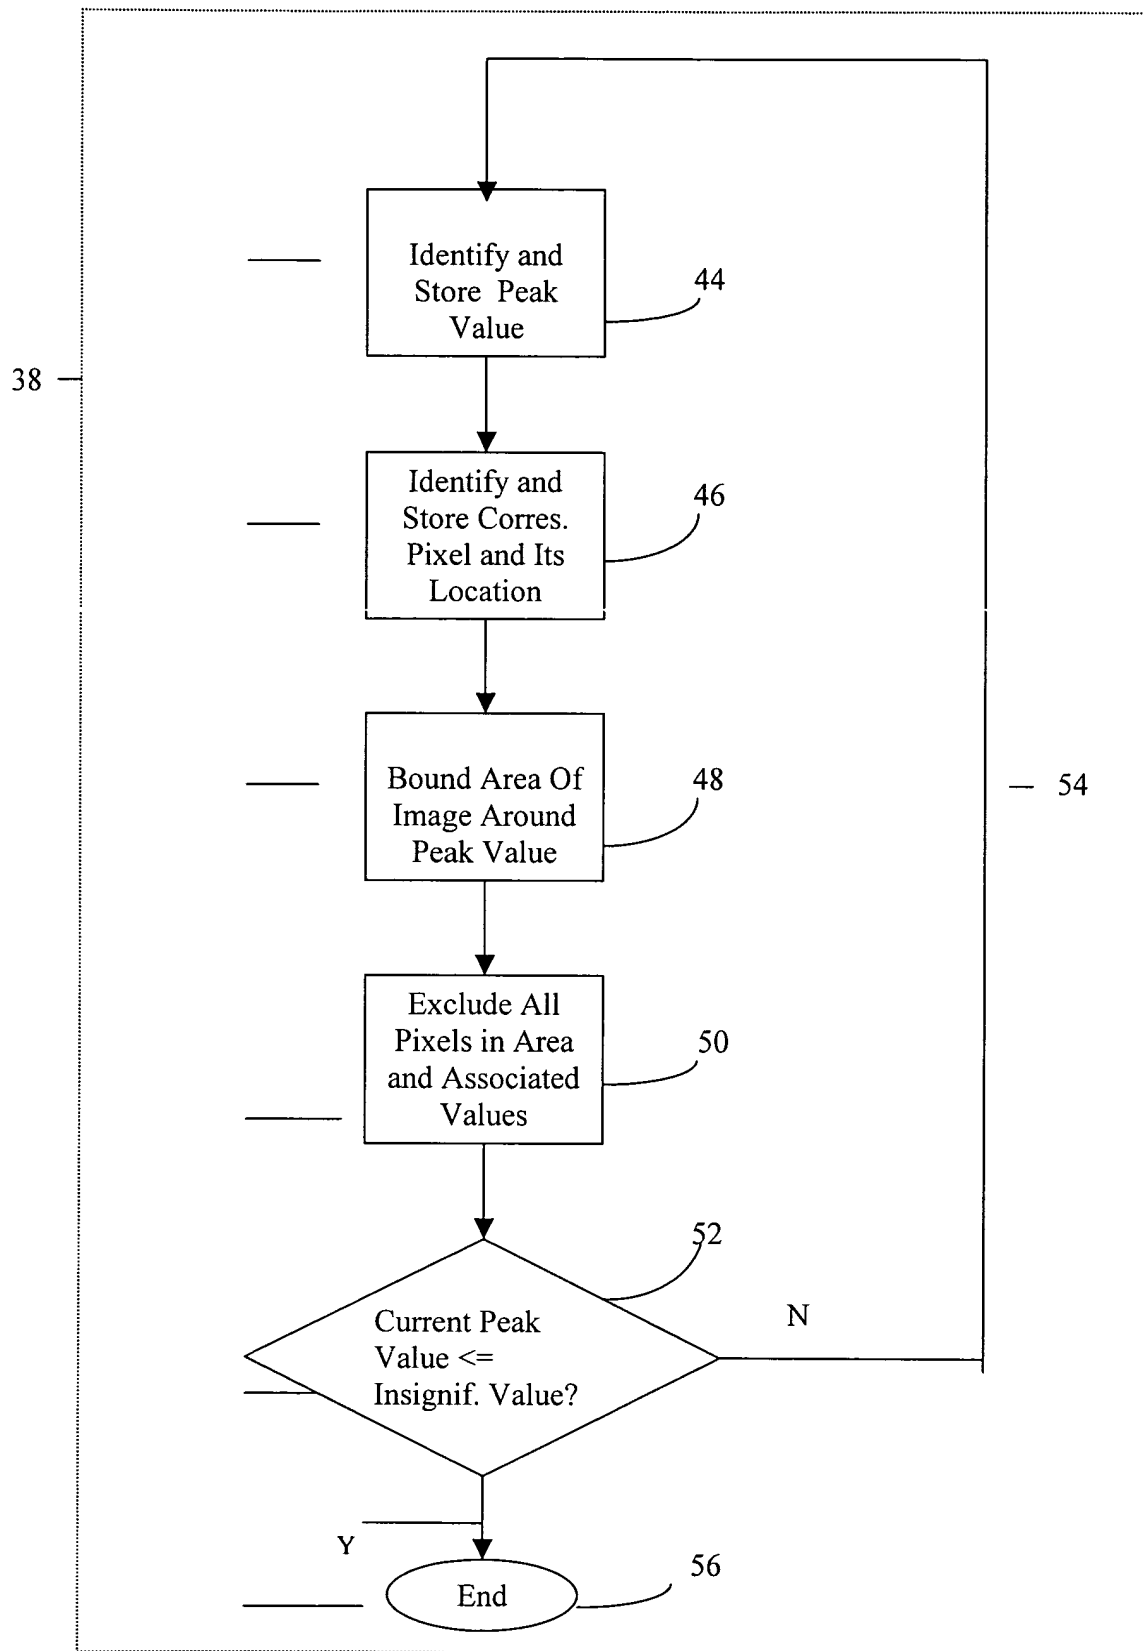 Identify and
Store Peak
Value
44
38
Identify and
Store Corres.
Pixel and Its
Location
46
Bound Area Of
Image Around
Peak Value
48
54
Exclude All
Pixels in Area
and Associated
Values
50
52
Current Peak
Value <=
Insignif. Value?
N
Y
End
56